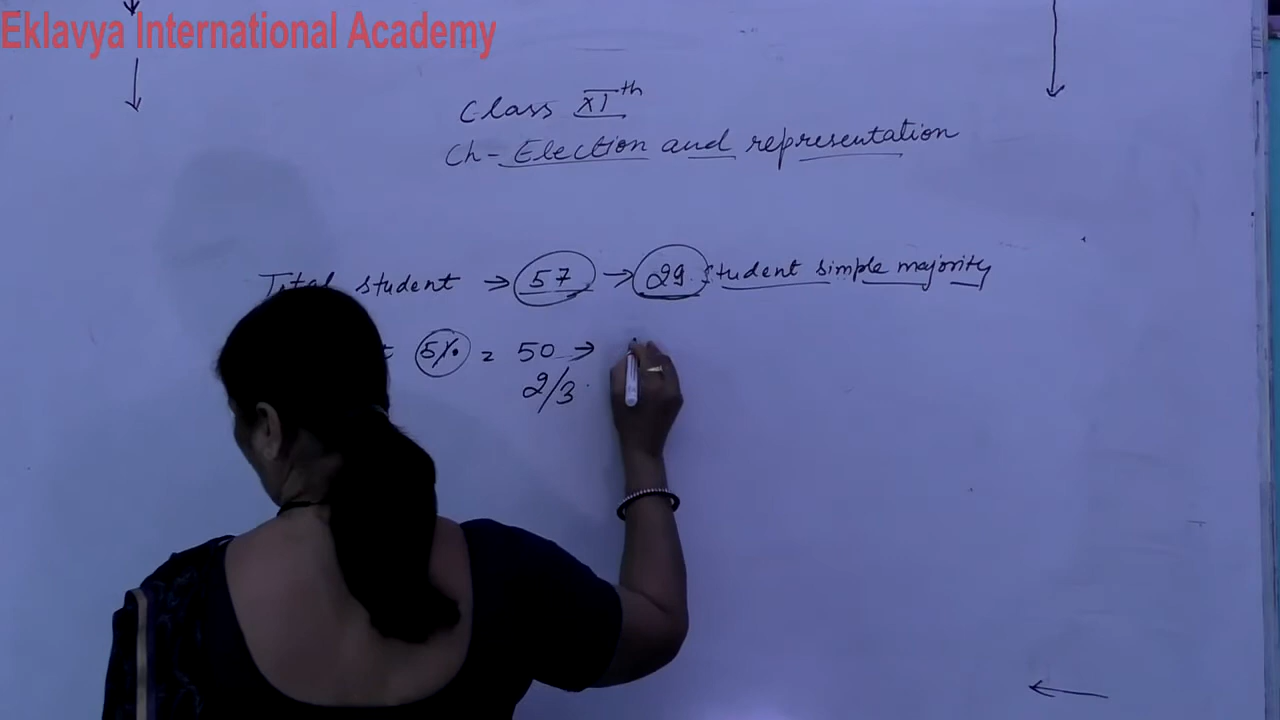 Eklavya International Academy
Class XIth
Ch- Election and representation
Total student → 57 → 29 student simple majority
5% = 50 →
2/3